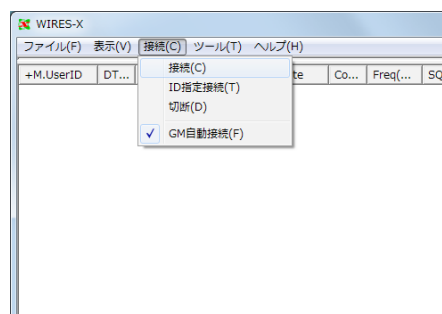 WIRES-X
ファイル(F) 表示(V) 接続(C) ツール(T) ヘルプ(H)
+M.UserID DT... te Co... Freq(... SQ
接続(C)
ID指定接続(T)
切断(D)
✓ GM自動接続(F)